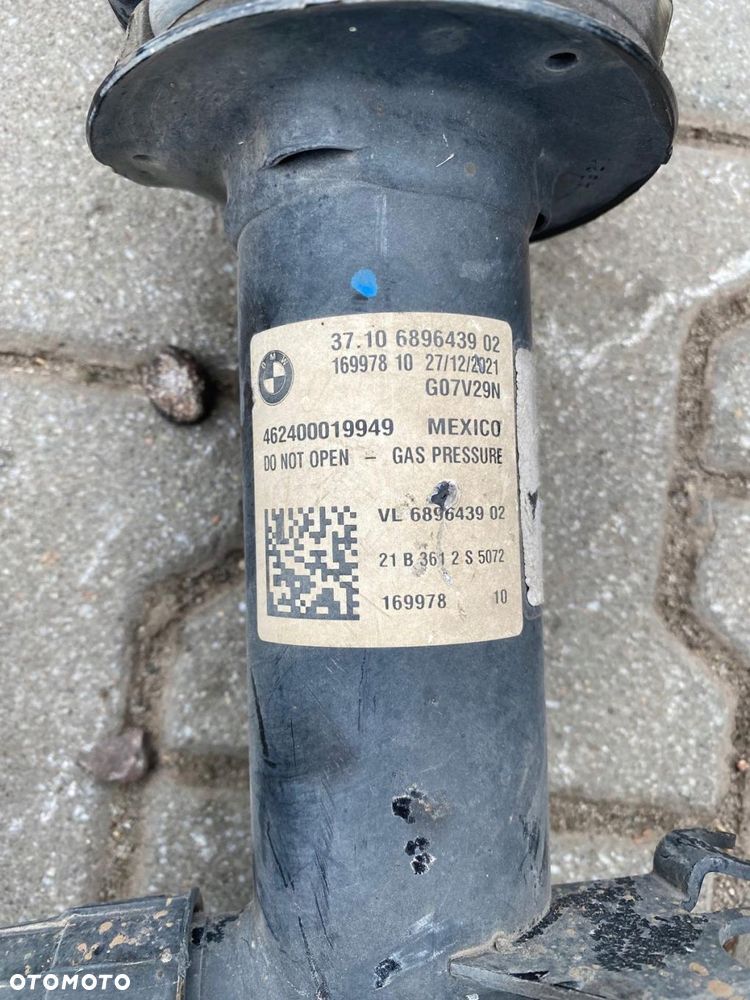 37.10 6896439 02
169978 10 27/12/2021
G07V29N
BMW
462400019949 MEXICO
DO NOT OPEN – GAS PRESSURE
VL 6896439 02
21 B 361 2 S 5072
169978 10
OTOMOTO